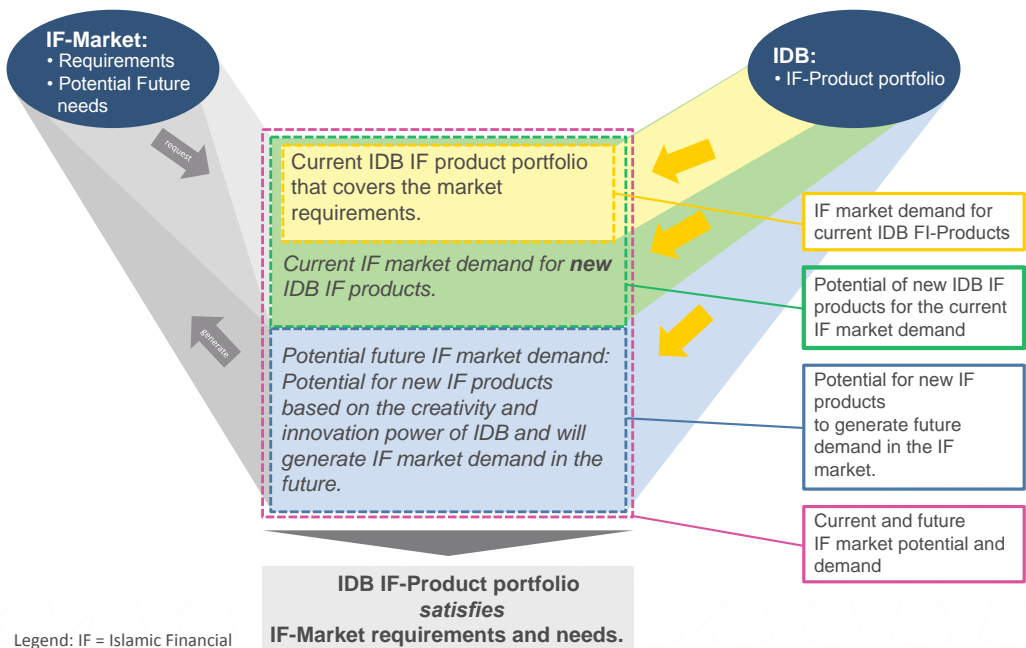 IF-Market:
• Requirements
• Potential Future
needs
IDB:
• IF-Product portfolio
request
generate
Current IDB IF product portfolio
that covers the market
requirements.
Current IF market demand for new
IDB IF products.
Potential future IF market demand:
Potential for new IF products
based on the creativity and
innovation power of IDB and will
generate IF market demand in the
future.
IF market demand for
current IDB FI-Products
Potential of new IDB IF
products for the current
IF market demand
Potential for new IF
products
to generate future
demand in the IF
market.
Current and future
IF market potential and
demand
IDB IF-Product portfolio
satisfies
IF-Market requirements and needs.
Legend: IF = Islamic Financial